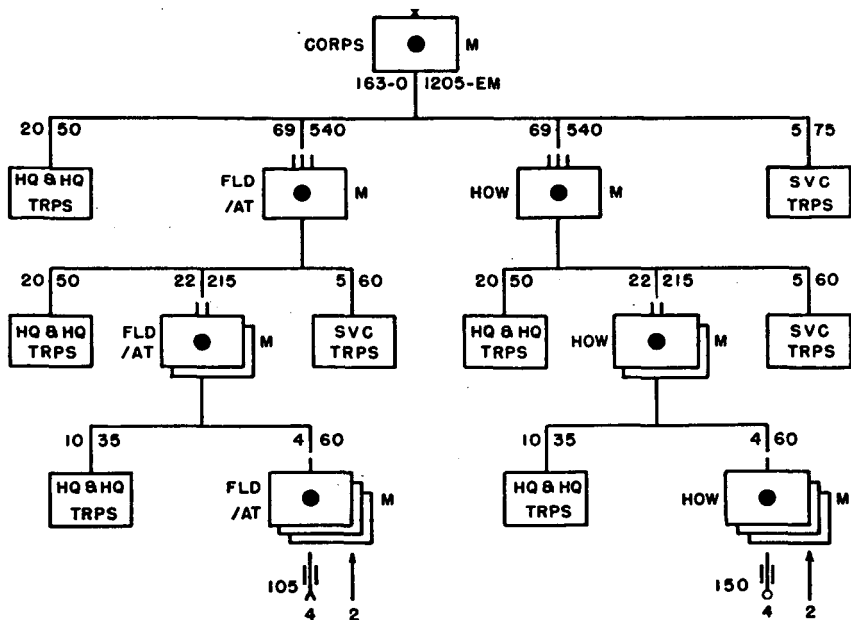 CORPS M
163-0 1205-EM
20 50 69 540 69 540 5 75
HQ & HQ
TRPS
FLD
/AT
M
HOW
M
SVC
TRPS
20 50 22 215 5 60 20 50 22 215 5 60
HQ & HQ
TRPS
FLD
/AT
M
SVC
TRPS
HQ & HQ
TRPS
HOW
M
SVC
TRPS
10 35 4 60 10 35 4 60
HQ & HQ
TRPS
FLD
/AT
M
HQ & HQ
TRPS
HOW
M
105
4 2
150
4 2